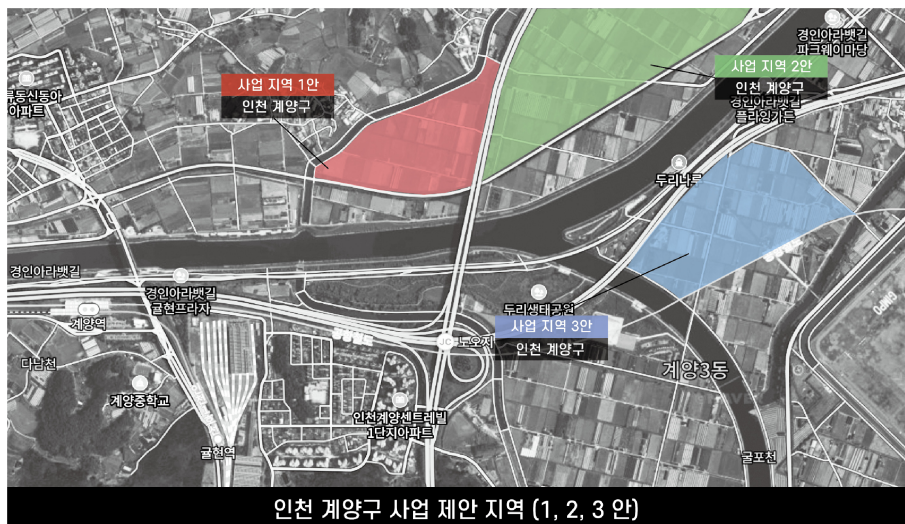 경인아라뱃길
파크웨이마당
사업 지역 2안
인천 계양구
경인아라뱃길
플라잉가든
사업 지역 1안
인천 계양구
동신동아
아파트
두리나루
경인아라뱃길
경인아라뱃길
귤현프라자
두리생태공원
사업 지역 3안
인천 계양구
계양역
JC
노오지
다남천
계양3동
계양중학교
인천계양센트레빌
1단지아파트
귤현역
굴포천
인천 계양구 사업 제안 지역 (1, 2, 3 안)